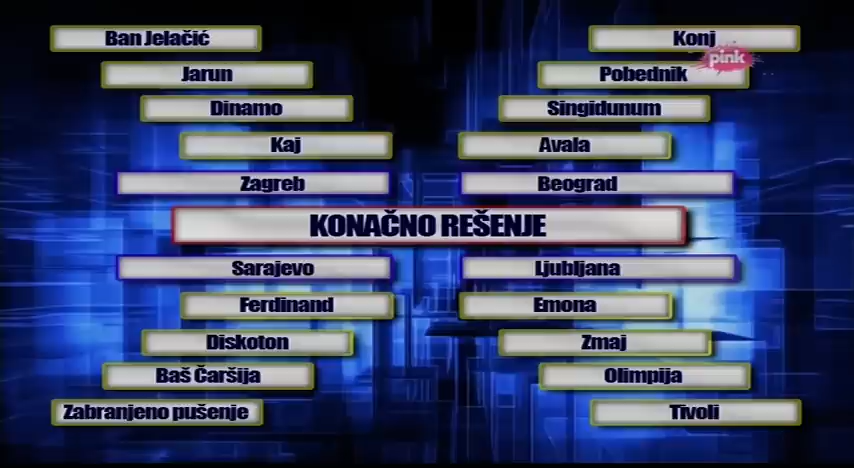 Ban Jelačić
Jarun
Dinamo
Kaj
Zagreb
Konj
pink
Pobednik
Singidunum
Avala
Beograd
KONAČNO REŠENJE
Sarajevo
Ferdinand
Diskoton
Baš Čaršija
Zabranjeno pušenje
Ljubljana
Emona
Zmaj
Olimpija
Tivoli